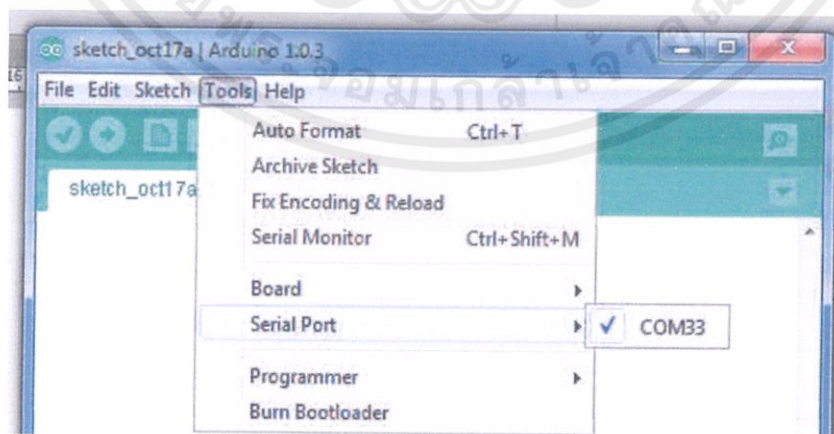 sketch_oct17a | Arduino 1.0.3
File Edit Sketch Tools Help
Auto Format Ctrl+T
Archive Sketch
sketch_oct17a
Fix Encoding & Reload
Serial Monitor Ctrl+Shift+M
Board
Serial Port COM33
Programmer
Burn Bootloader